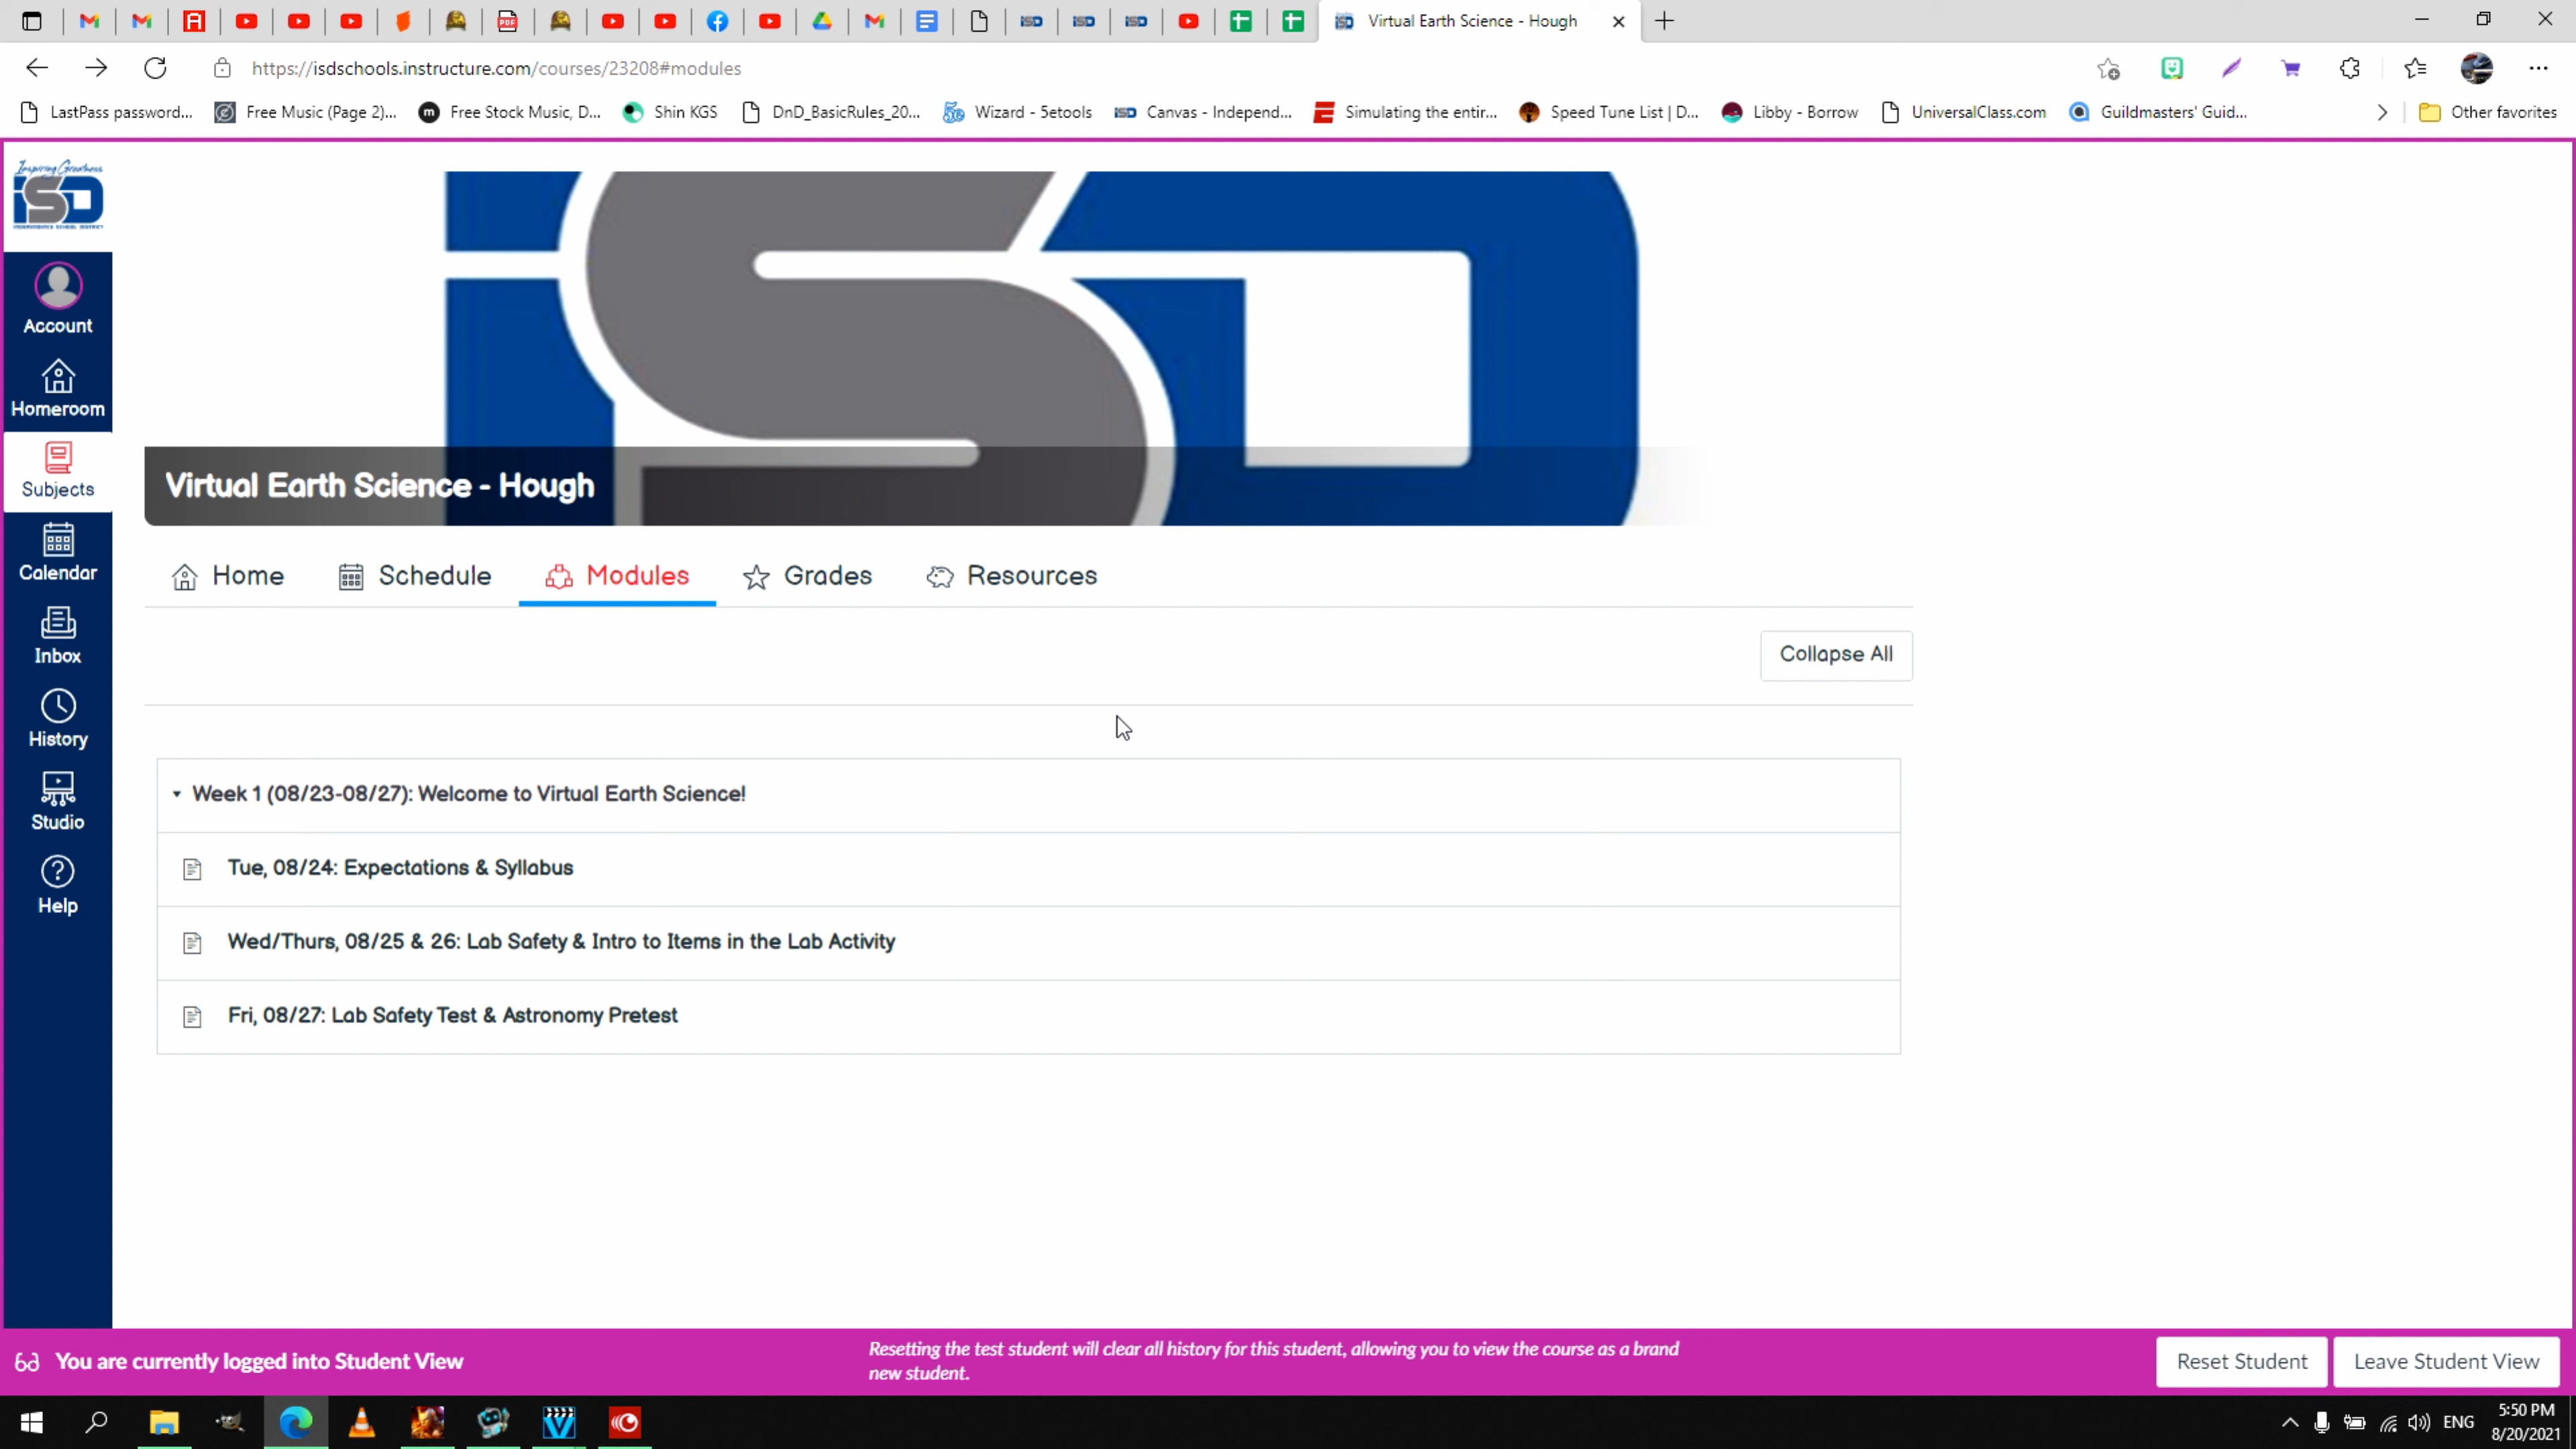 Virtual Earth Science - Hough
https://isdschools.instructure.com/courses/23208#modules
LastPass password... Free Music (Page 2)... Free Stock Music, D... Shin KGS DnD_BasicRules_20... Wizard - 5etools Canvas - Independ... Simulating the entir... Speed Tune List | D... Libby - Borrow UniversalClass.com Guildmasters' Guid... Other favorites
Inspiring Greatness
iSD
INDEPENDENCE SCHOOL DISTRICT
Account
Homeroom
Subjects
Calendar
Inbox
History
Studio
Help
iSD
Virtual Earth Science - Hough
Home Schedule Modules Grades Resources
Collapse All
Week 1 (08/23-08/27): Welcome to Virtual Earth Science!
Tue, 08/24: Expectations & Syllabus
Wed/Thurs, 08/25 & 26: Lab Safety & Intro to Items in the Lab Activity
Fri, 08/27: Lab Safety Test & Astronomy Pretest
You are currently logged into Student View
Resetting the test student will clear all history for this student, allowing you to view the course as a brand
new student.
Reset Student Leave Student View
ENG
5:50 PM
8/20/2021